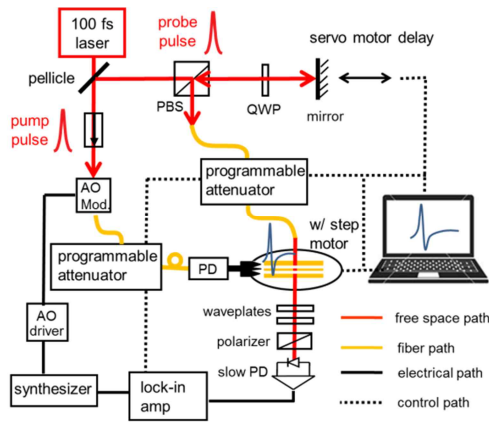 100 fs
laser
probe
pulse
servo motor delay
pellicle
PBS
QWP
mirror
pump
pulse
AO
Mod.
programmable
attenuator
w/ step
motor
programmable
attenuator
PD
waveplates
polarizer
slow PD
AO
driver
synthesizer
lock-in
amp
free space path
fiber path
electrical path
control path